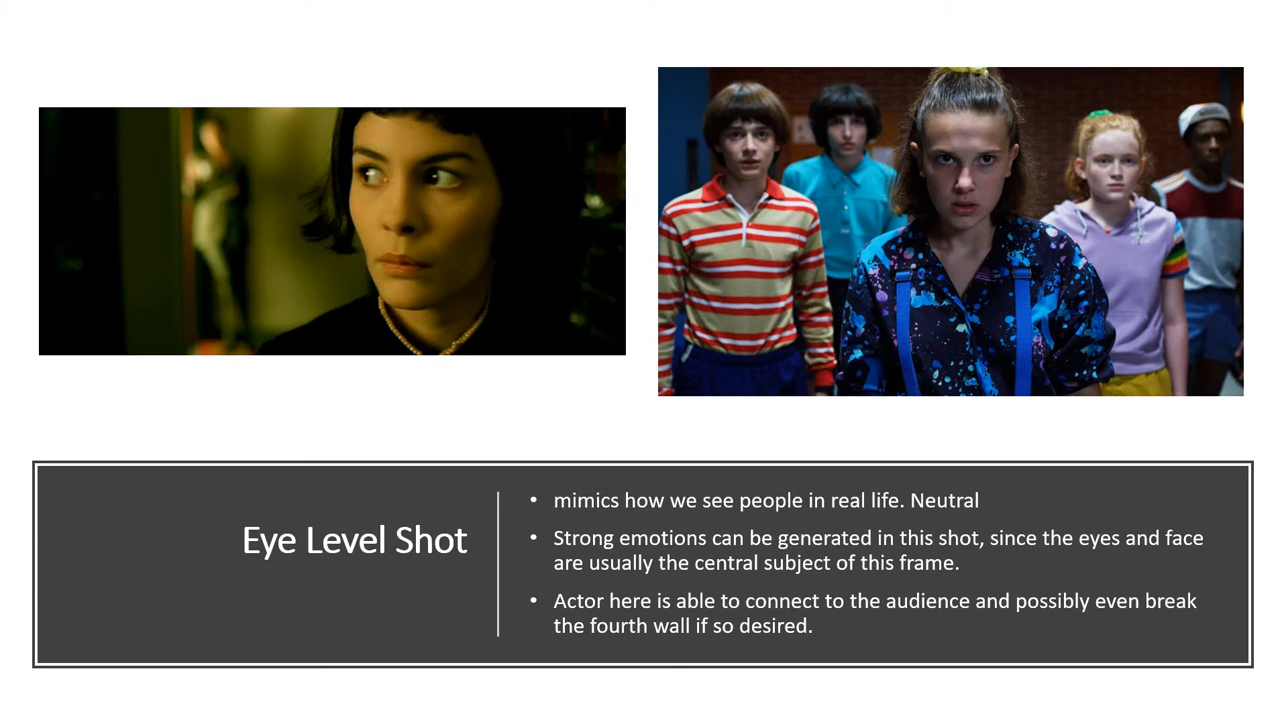 Eye Level Shot
• mimics how we see people in real life. Neutral
• Strong emotions can be generated in this shot, since the eyes and face
are usually the central subject of this frame.
• Actor here is able to connect to the audience and possibly even break
the fourth wall if so desired.